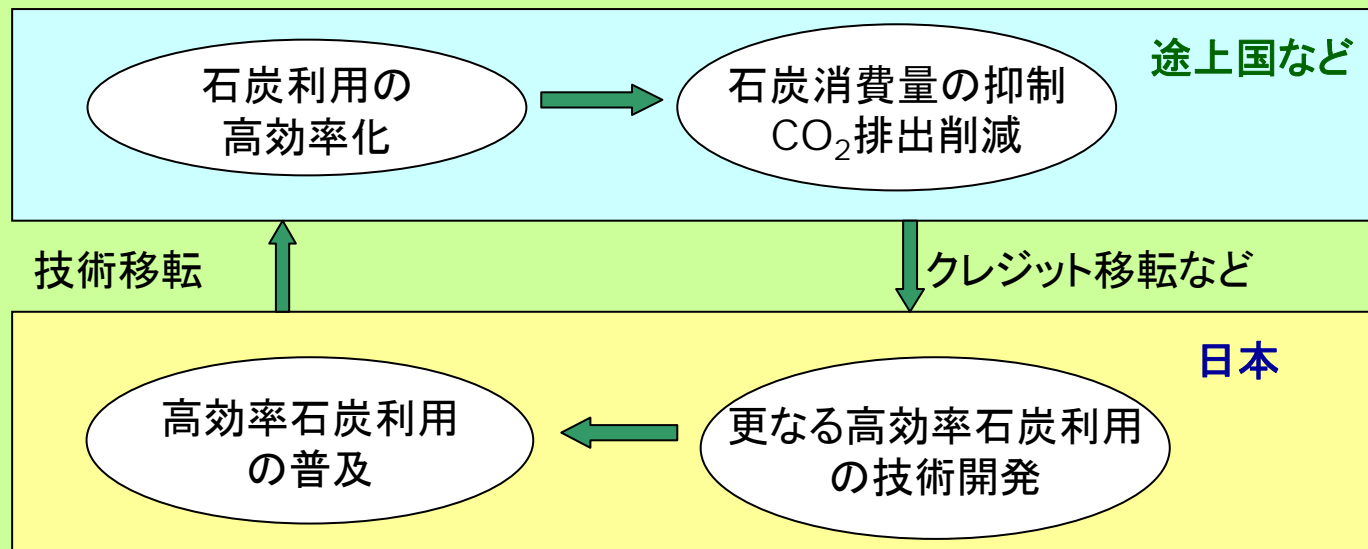 途上国など
石炭利用の
高効率化
石炭消費量の抑制
CO₂排出削減
技術移転
クレジット移転など
日本
高効率石炭利用
の普及
更なる高効率石炭利用
の技術開発